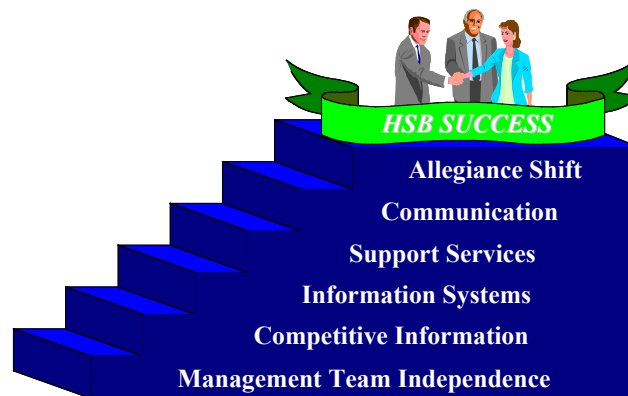 HSB SUCCESS
Allegiance Shift
Communication
Support Services
Information Systems
Competitive Information
Management Team Independence